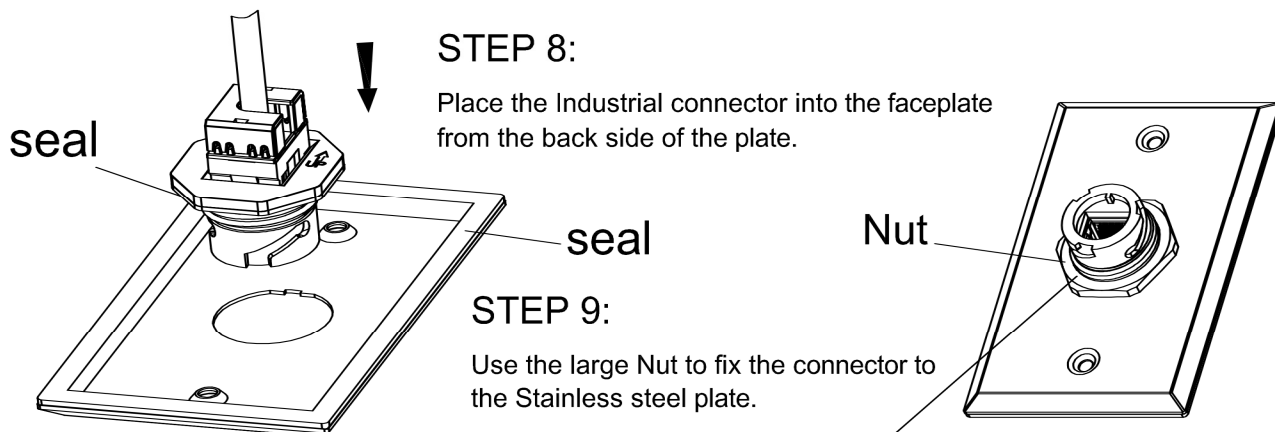 STEP 8:
Place the Industrial connector into the faceplate
from the back side of the plate.
seal
seal
Nut
STEP 9:
Use the large Nut to fix the connector to
the Stainless steel plate.